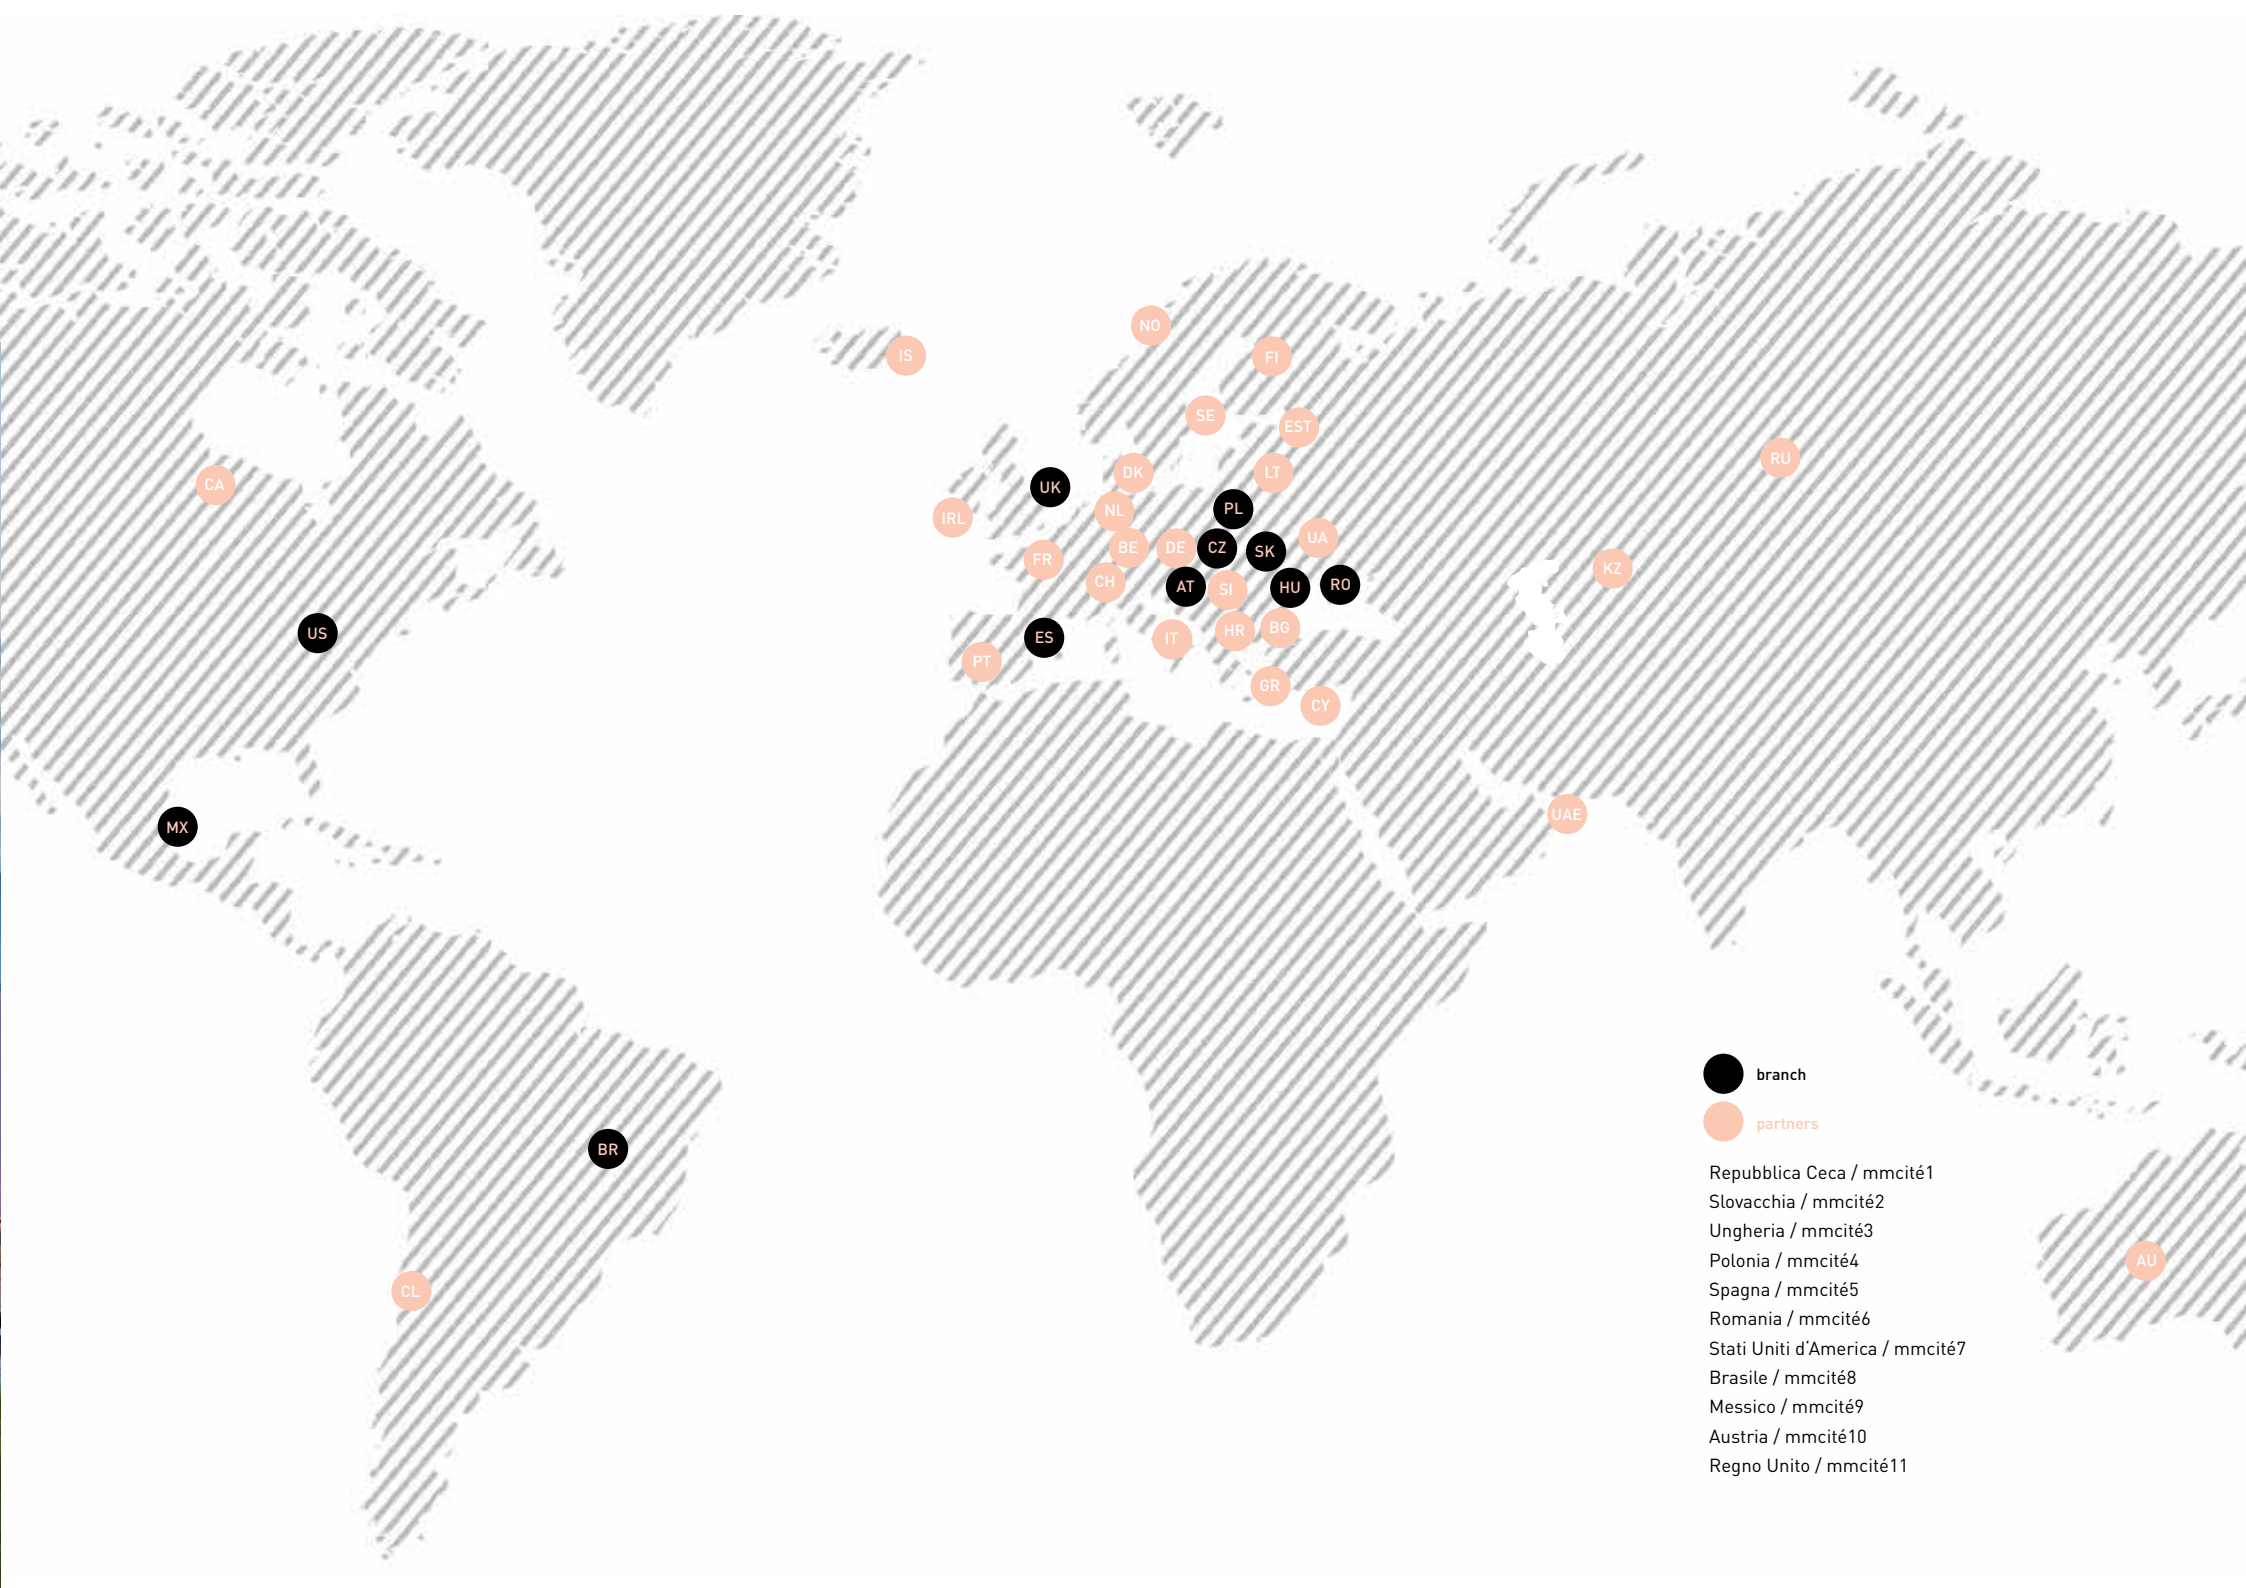 NO
IS
FI
SE
EST
RU
DK
LT
CA
UK
PL
NL
IRL
UA
CZ
BE
DE
SK
FR
KZ
CH
AT
SI
HU
RO
US
ES
HR
BG
IT
PT
GR
CY
UAE
MX
branch
partners
BR
Repubblica Ceca / mmcité1
Slovacchia / mmcité2
Ungheria / mmcité3
Polonia / mmcité4
AU
Spagna / mmcité5
CL
Romania / mmcité6
Stati Uniti d'America / mmcité7
Brasile / mmcité8
Messico / mmcité9
Austria / mmcité10
Regno Unito / mmcité11